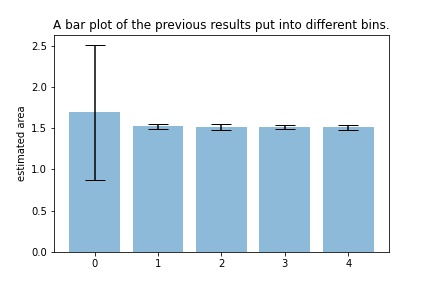 A bar plot of the previous results put into different bins.
estimated area
2.5
2.0
1.5
1.0
0.5
0.0
0 1 2 3 4